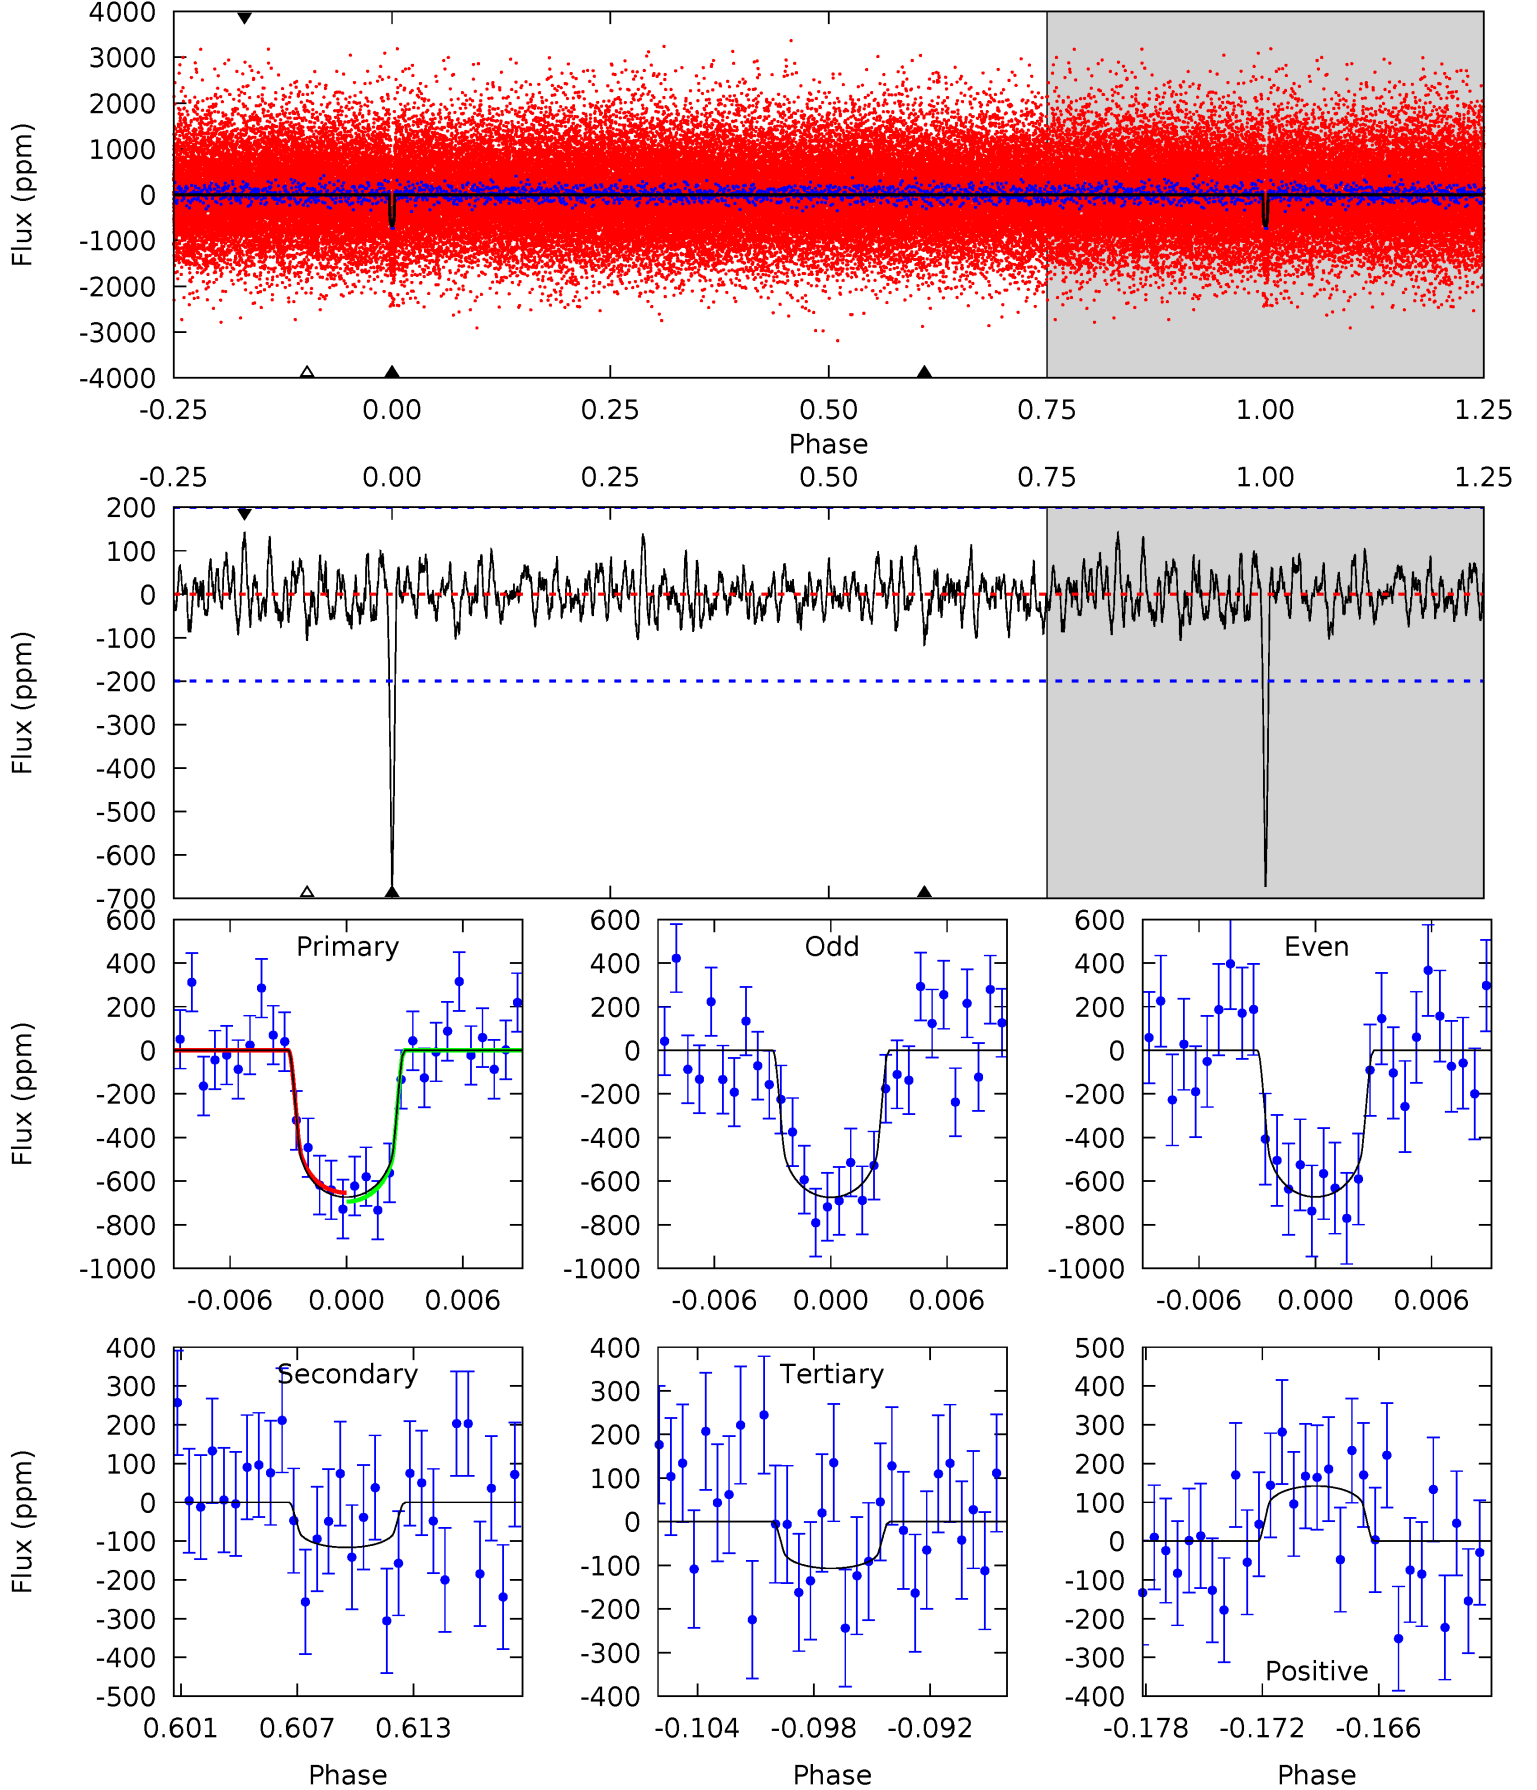 4000
3000
2000
1000
0
-1000
-2000
-3000
-4000
Flux (ppm)
-0.25 0.00 0.25 0.50 0.75 1.00 1.25
Phase
-0.25 0.00 0.25 0.50 0.75 1.00 1.25
200
100
0
-100
-200
-300
-400
-500
-600
-700
Flux (ppm)
Primary Odd Even
600 600 600
400 400 400
200 200 200
0 0 0
-200 -200 -200
-400 -400 -400
-600 -600 -600
-800 -800 -800
-1000 -1000 -1000
Flux (ppm)
-0.006 0.000 0.006 -0.006 0.000 0.006 -0.006 0.000 0.006
Secondary Tertiary Positive
400 400 500
300 300 400
200 200 300
100 100 200
0 0 100
-100 -100 0
-200 -200 -100
-300 -300 -200
-400 -400 -300
-500 -400
Flux (ppm)
0.601 0.607 0.613 -0.104 -0.098 -0.092 -0.178 -0.172 -0.166
Phase Phase Phase